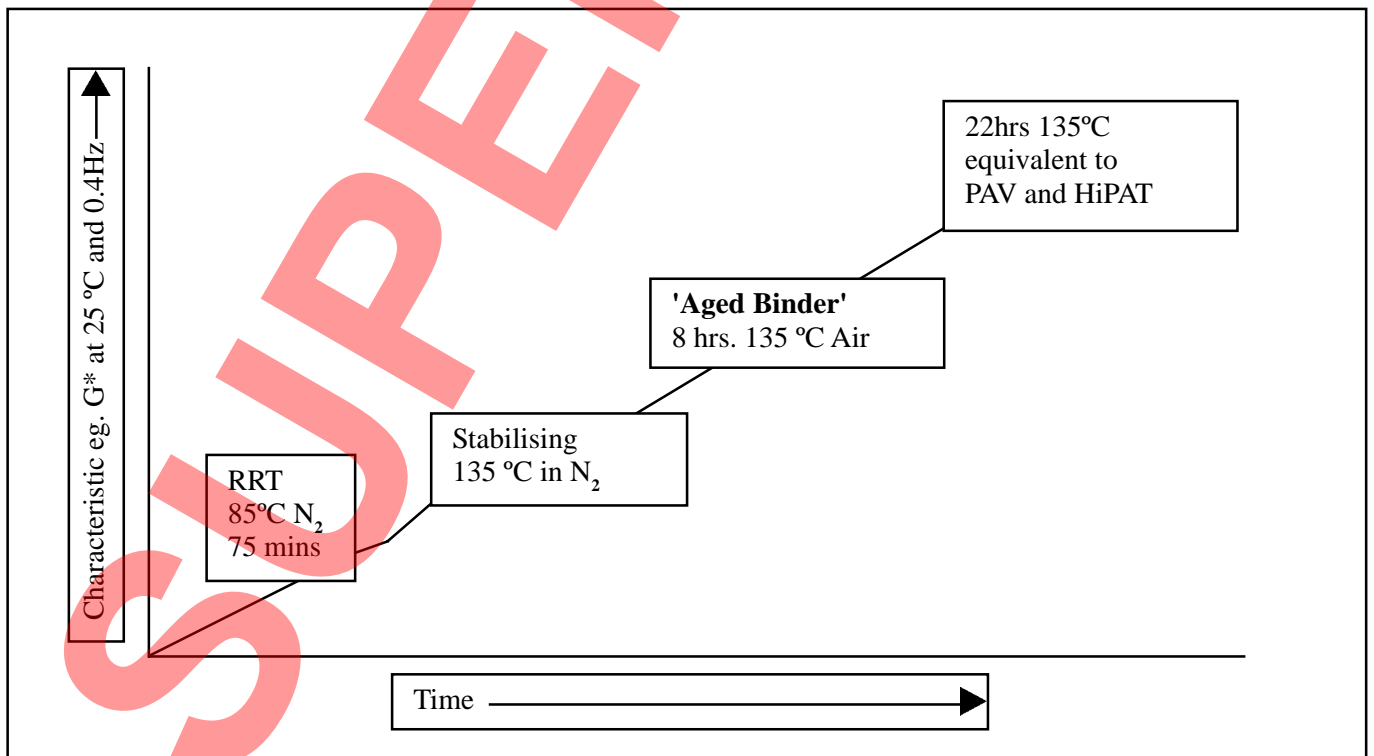 Characteristic eg. G* at 25 ºC and 0.4Hz
22hrs 135ºC
equivalent to
PAV and HiPAT
'Aged Binder'
8 hrs. 135 ºC Air
Stabilising
135 ºC in N₂
RRT
85ºC N₂
75 mins
Time